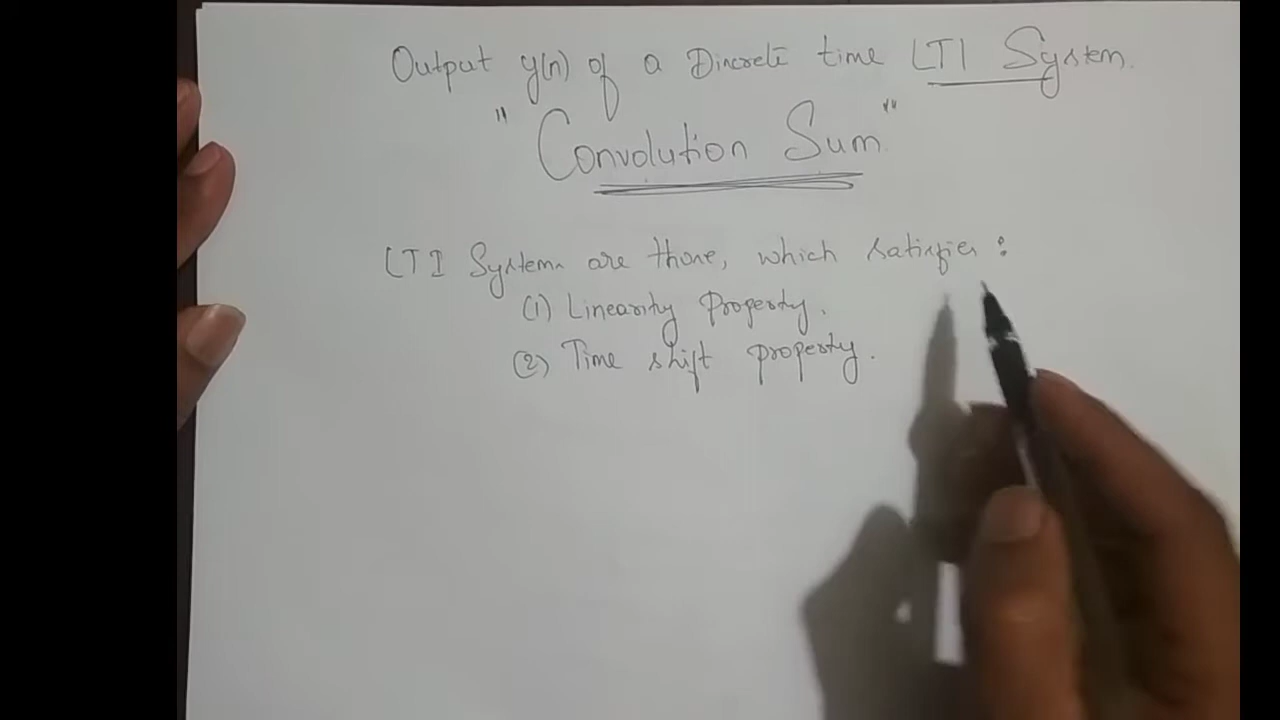 Output y(n) of a Discrete time LTI System.
"Convolution Sum"
LTI Systems are those, which satisfies :
(1) Linearity Property.
(2) Time shift property.